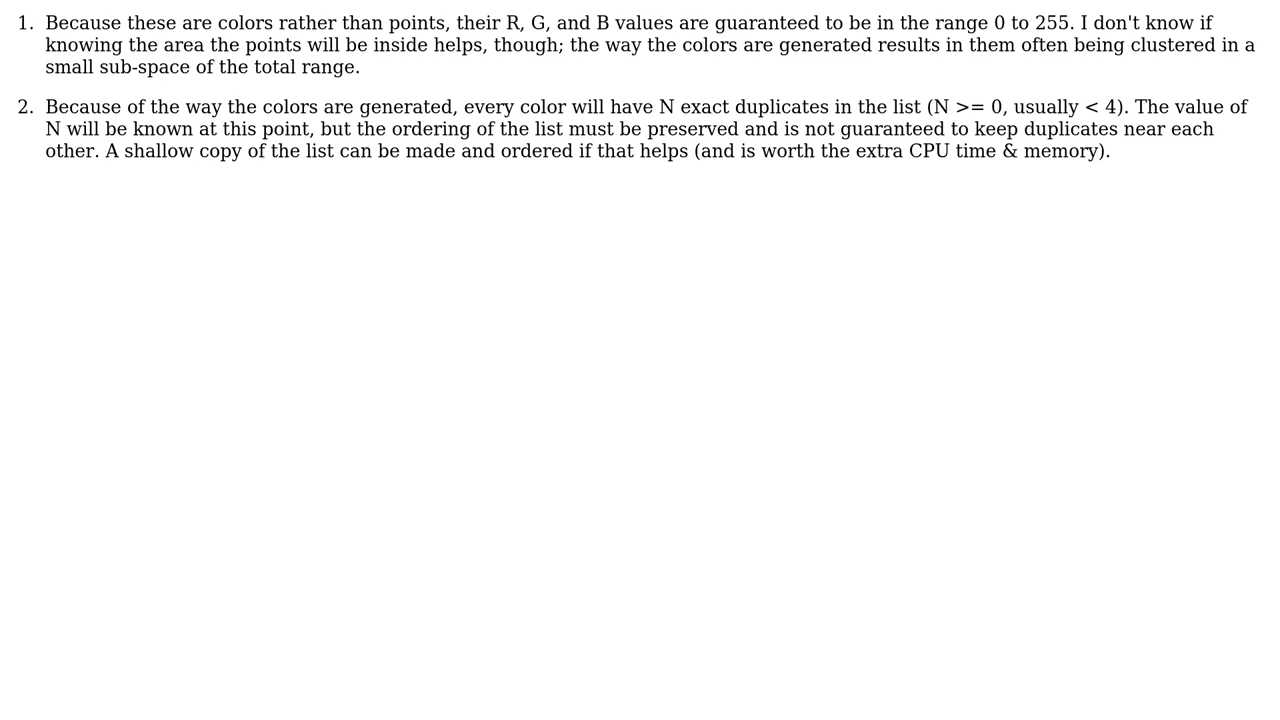 1. Because these are colors rather than points, their R, G, and B values are guaranteed to be in the range 0 to 255. I don't know if
knowing the area the points will be inside helps, though; the way the colors are generated results in them often being clustered in a
small sub-space of the total range.
2. Because of the way the colors are generated, every color will have N exact duplicates in the list (N >= 0, usually < 4). The value of
N will be known at this point, but the ordering of the list must be preserved and is not guaranteed to keep duplicates near each
other. A shallow copy of the list can be made and ordered if that helps (and is worth the extra CPU time & memory).